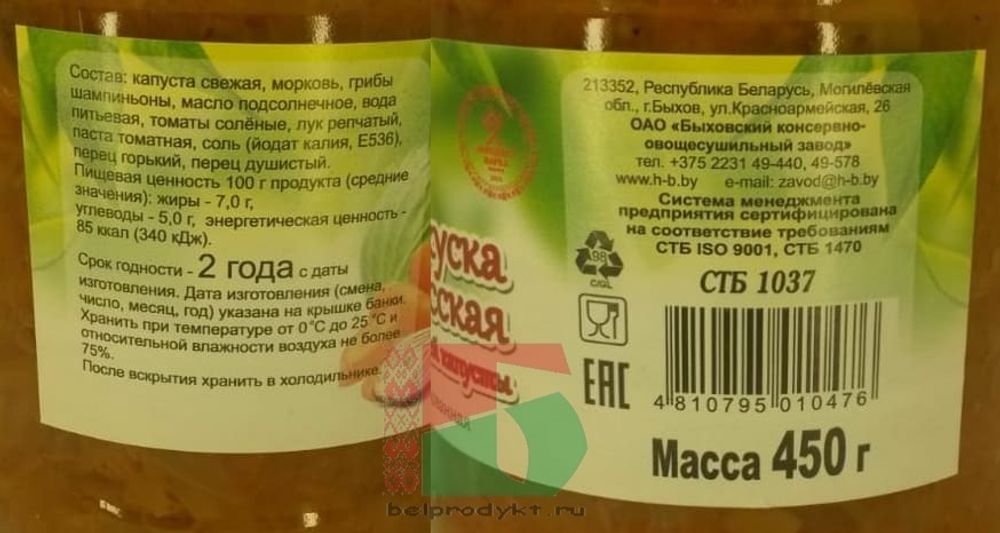 Состав: капуста свежая, морковь, грибы
шампиньоны, масло подсолнечное, вода
питьевая, томаты солёные, лук репчатый,
паста томатная, соль (йодат калия, Е536),
перец горький, перец душистый.
Пищевая ценность 100 г продукта (средние
значения): жиры - 7,0 г,
углеводы - 5,0 г, энергетическая ценность -
85 ккал (340 кДж).
Срок годности - 2 года с даты
изготовления. Дата изготовления (смена,
число, месяц, год) указана на крышке банки.
Хранить при температуре от 0°С до 25°С и
относительной влажности воздуха не более
75%.
После вскрытия хранить в холодильнике.
куска
сская
й капусты
213352, Республика Беларусь, Могилёвская
обл., г.Быхов, ул.Красноармейская, 26
ОАО «Быховский консервно-
овощесушильный завод»
тел. +375 2231 49-440, 49-578
www.h-b.by e-mail: zavod@h-b.by
Система менеджмента
предприятия сертифицирована
на соответствие требованиям
СТБ ISO 9001, СТБ 1470
98
C/GL
СТБ 1037
EAC
4 810795 010476
Масса 450 г
belprodykt.ru